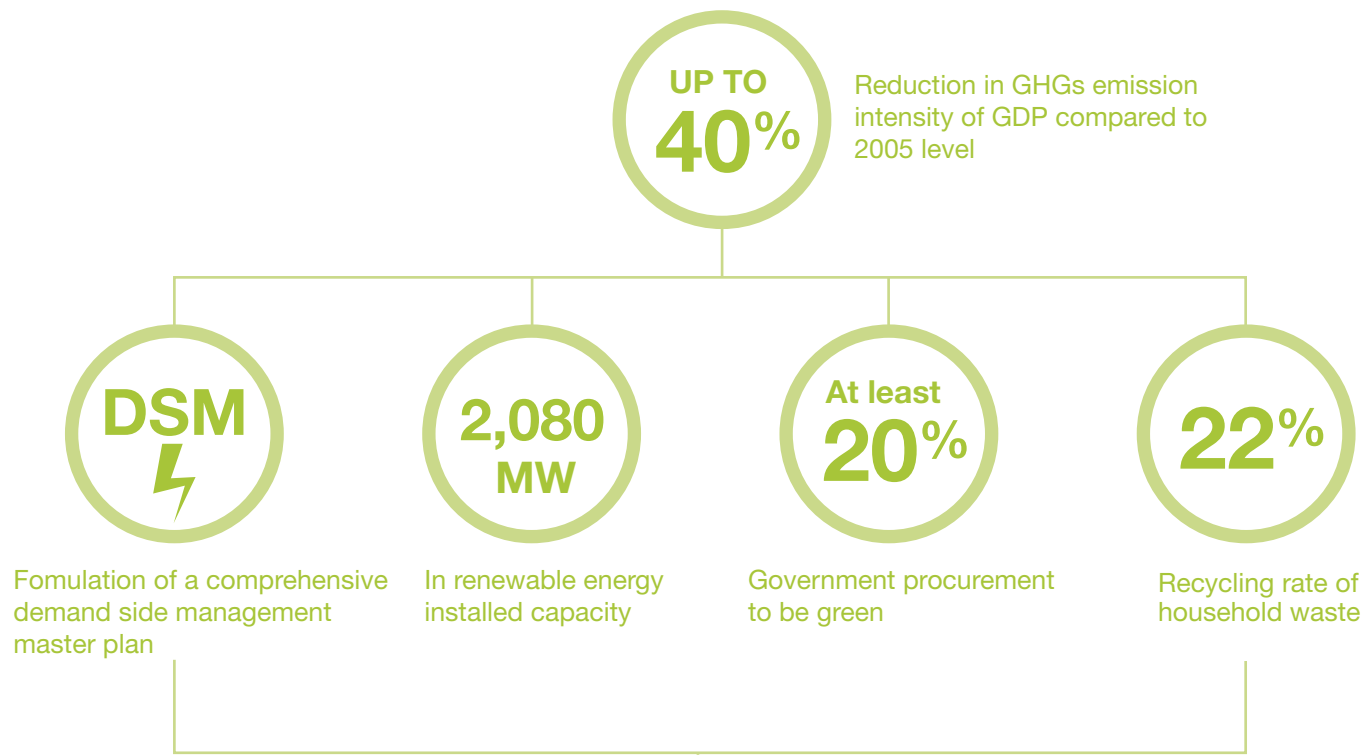 UP TO
40%
Reduction in GHGs emission
intensity of GDP compared to
2005 level
DSM
Fomulation of a comprehensive
demand side management
master plan
2,080
MW
In renewable energy
installed capacity
At least
20%
Government procurement
to be green
22%
Recycling rate of
household waste